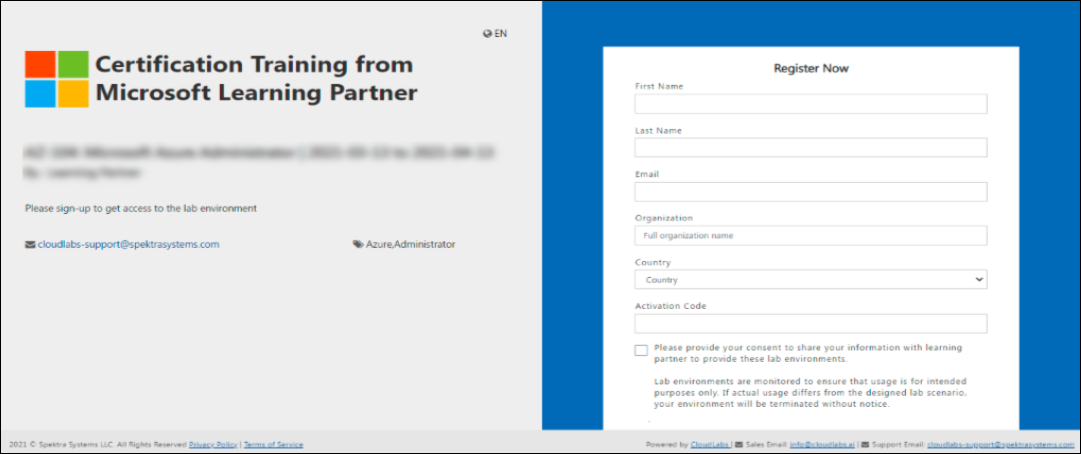 EN
Certification Training from
Microsoft Learning Partner
Please sign-up to get access to the lab environment
cloudlabs-support@spektrasystems.com
Azure,Administrator
Register Now
First Name
Last Name
Email
Organization
Full organization name
Country
Country
Activation Code
Please provide your consent to share your information with learning
partner to provide these lab environments.
Lab environments are monitored to ensure that usage is for intended
purposes only. If actual usage differs from the designed lab scenario,
your environment will be terminated without notice.
2021 © Spektra Systems LLC. All Rights Reserved Privacy Policy | Terms of Service
Powered by CloudLabs | Sales Email: info@cloudlabs.ai | Support Email: cloudlabs-support@spektrasystems.com